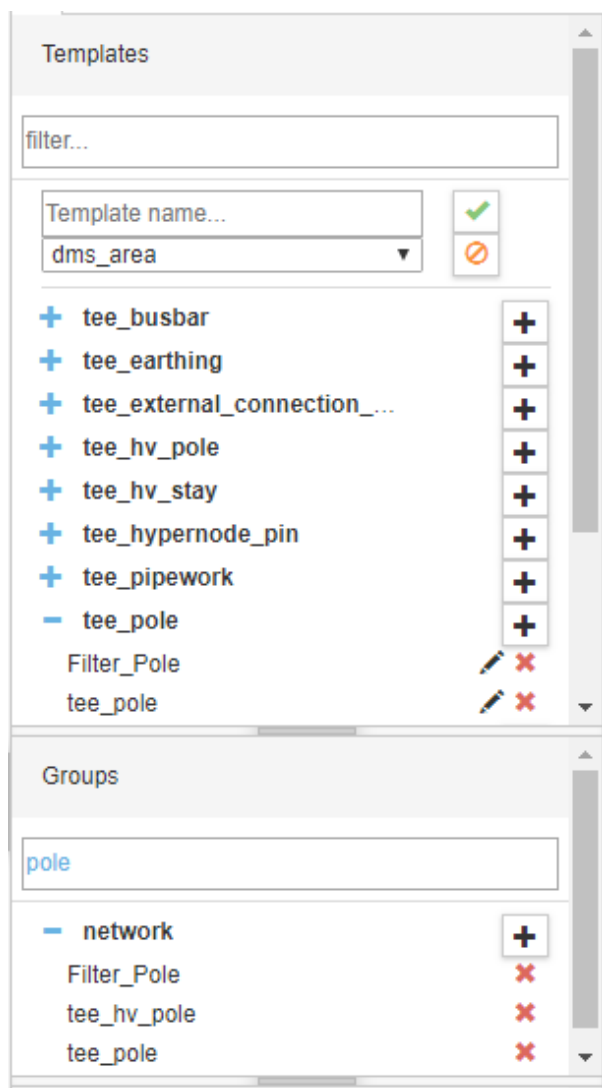 Templates
filter...
Template name...
dms_area
tee_busbar
tee_earthing
tee_external_connection_...
tee_hv_pole
tee_hv_stay
tee_hypernode_pin
tee_pipework
tee_pole
Filter_Pole
tee_pole
Groups
pole
network
Filter_Pole
tee_hv_pole
tee_pole